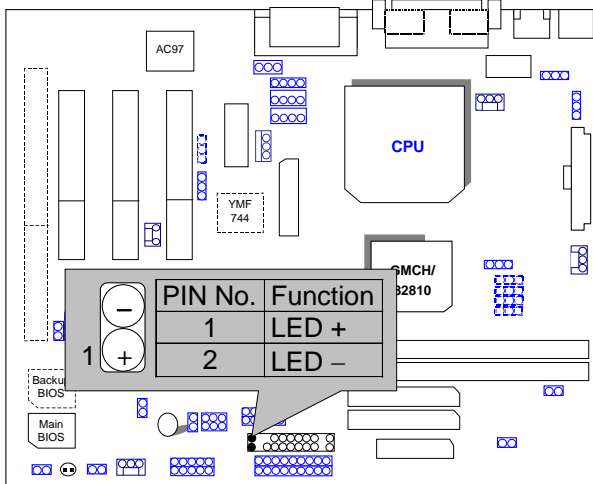 AC97
CPU
YMF
744
GMCH/
82810
PIN No. Function
1 LED +
2 LED –
–
1 +
Backup
BIOS
Main
BIOS